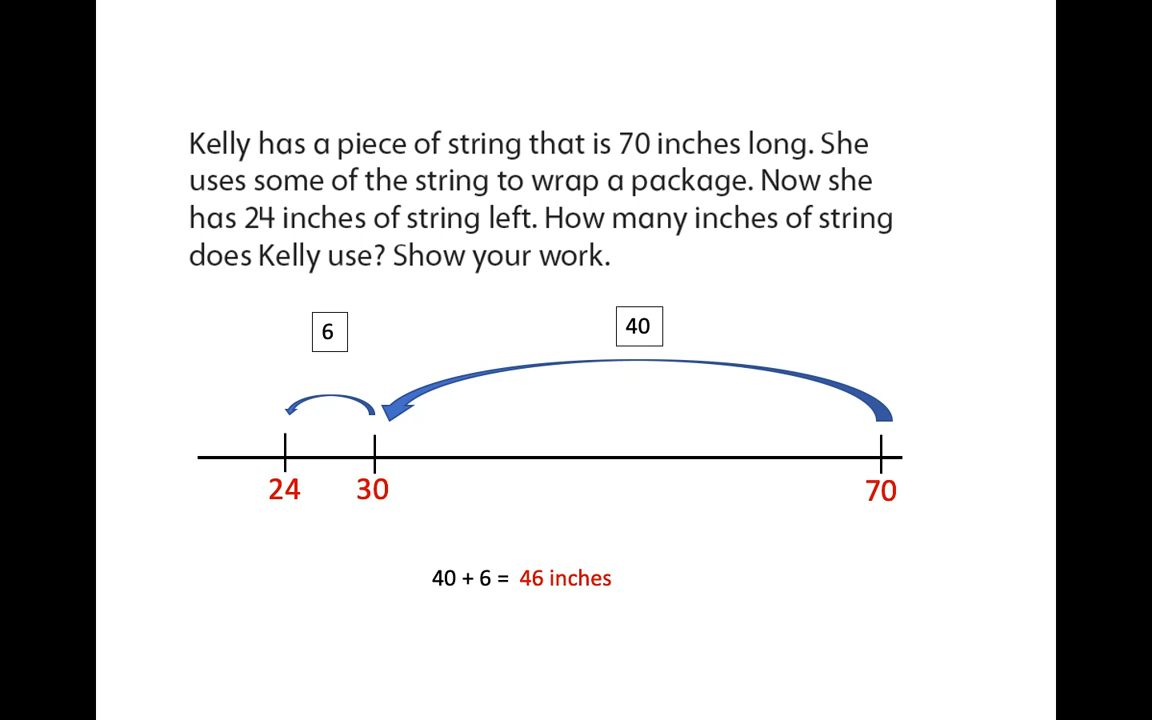 Kelly has a piece of string that is 70 inches long. She
uses some of the string to wrap a package. Now she
has 24 inches of string left. How many inches of string
does Kelly use? Show your work.
6 40
24 30 70
40 + 6 = 46 inches